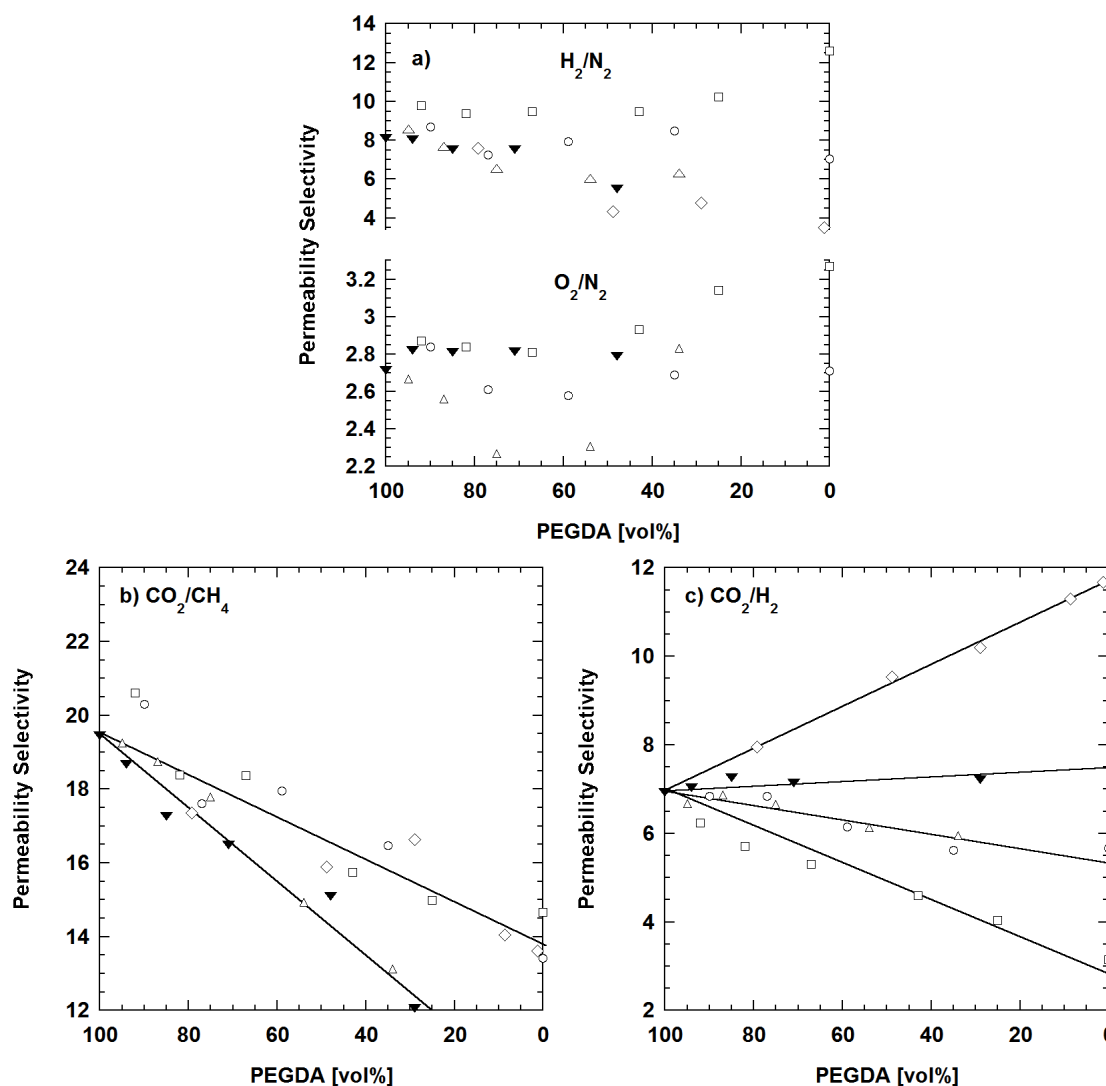 a)
H2/N2
14
12
10
8
6
4
Permeability Selectivity
O2/N2
3.2
3
2.8
2.6
2.4
2.2
100 80 60 40 20 0
PEGDA [vol%]
b) CO2/CH4
24
22
20
18
16
14
12
Permeability Selectivity
100 80 60 40 20 0
PEGDA [vol%]
c) CO2/H2
12
10
8
6
4
2
Permeability Selectivity
100 80 60 40 20 0
PEGDA [vol%]